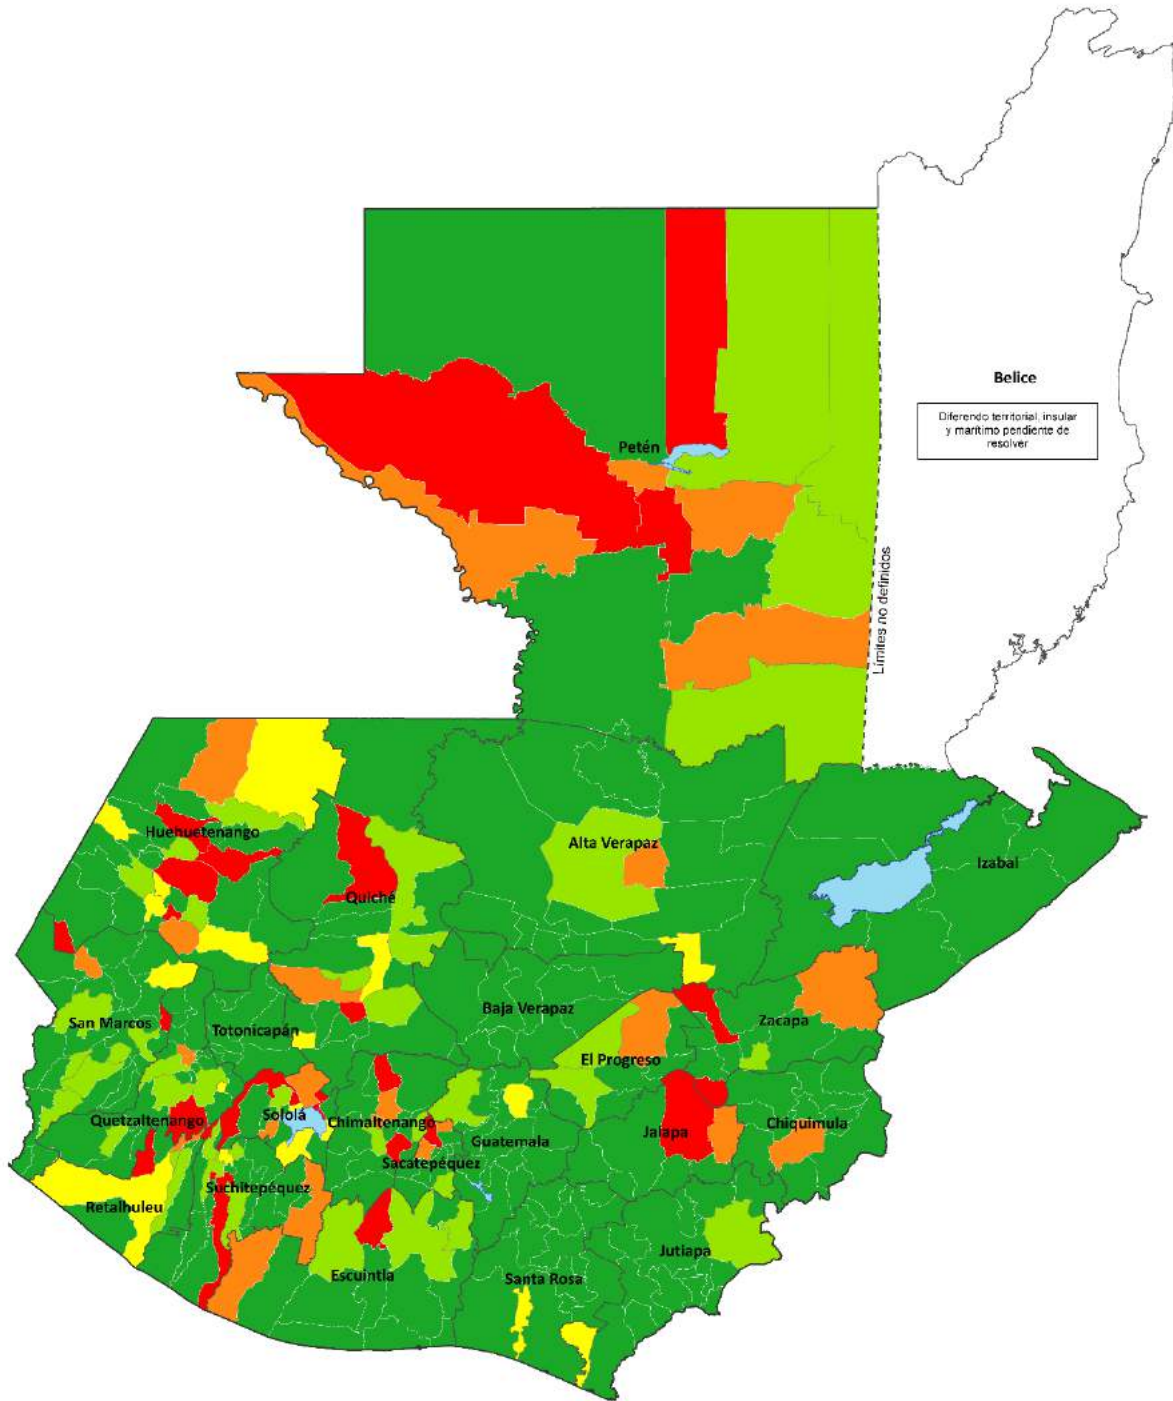 Belice
Diferendo territorial, insular
y marítimo pendiente de
resolver
Petén
Límites no definidos
Huehuetenango
Alta Verapaz
Izabal
Quiché
Baja Verapaz
San Marcos
Totonicapán
Zacapa
El Progreso
Quetzaltenango
Sololá
Chimaltenango
Guatemala
Jalapa
Chiquimula
Sacatepéquez
Suchitepéquez
Retalhuleu
Jutiapa
Escuintla
Santa Rosa